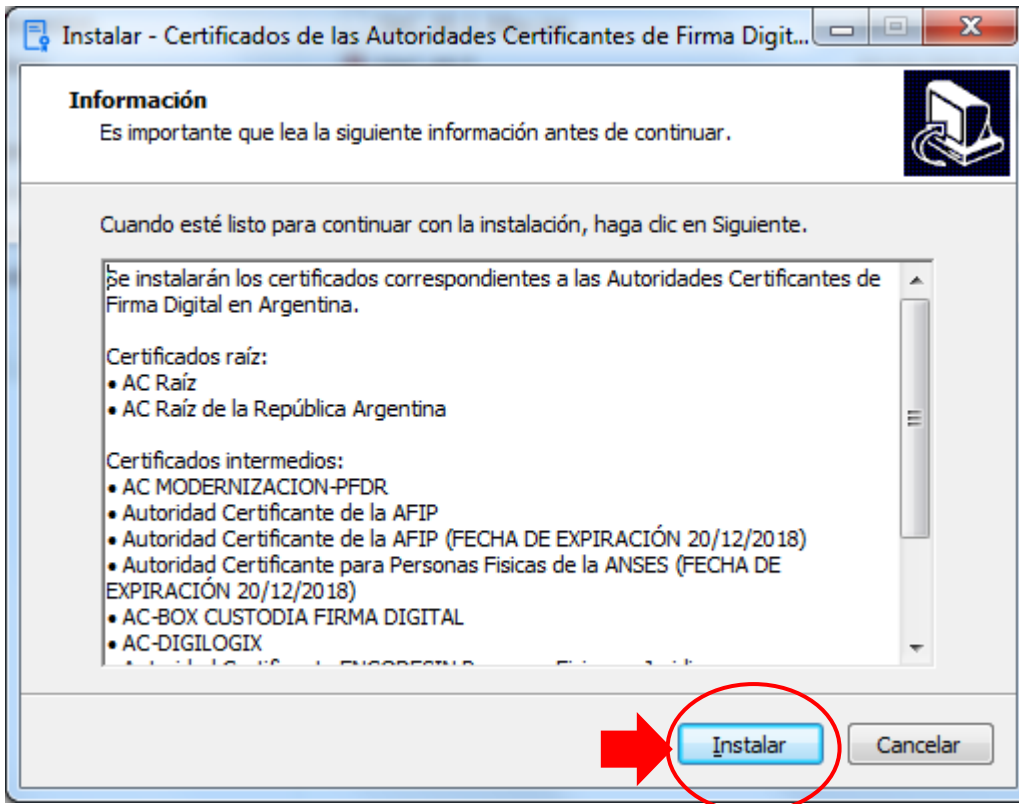 Instalar - Certificados de las Autoridades Certificantes de Firma Digit...
Información
Es importante que lea la siguiente información antes de continuar.
Cuando esté listo para continuar con la instalación, haga clic en Siguiente.
Se instalarán los certificados correspondientes a las Autoridades Certificantes de
Firma Digital en Argentina.
Certificados raíz:
• AC Raíz
• AC Raíz de la República Argentina
Certificados intermedios:
• AC MODERNIZACION-PFDR
• Autoridad Certificante de la AFIP
• Autoridad Certificante de la AFIP (FECHA DE EXPIRACIÓN 20/12/2018)
• Autoridad Certificante para Personas Fisicas de la ANSES (FECHA DE
EXPIRACIÓN 20/12/2018)
• AC-BOX CUSTODIA FIRMA DIGITAL
• AC-DIGILOGIX
Instalar
Cancelar